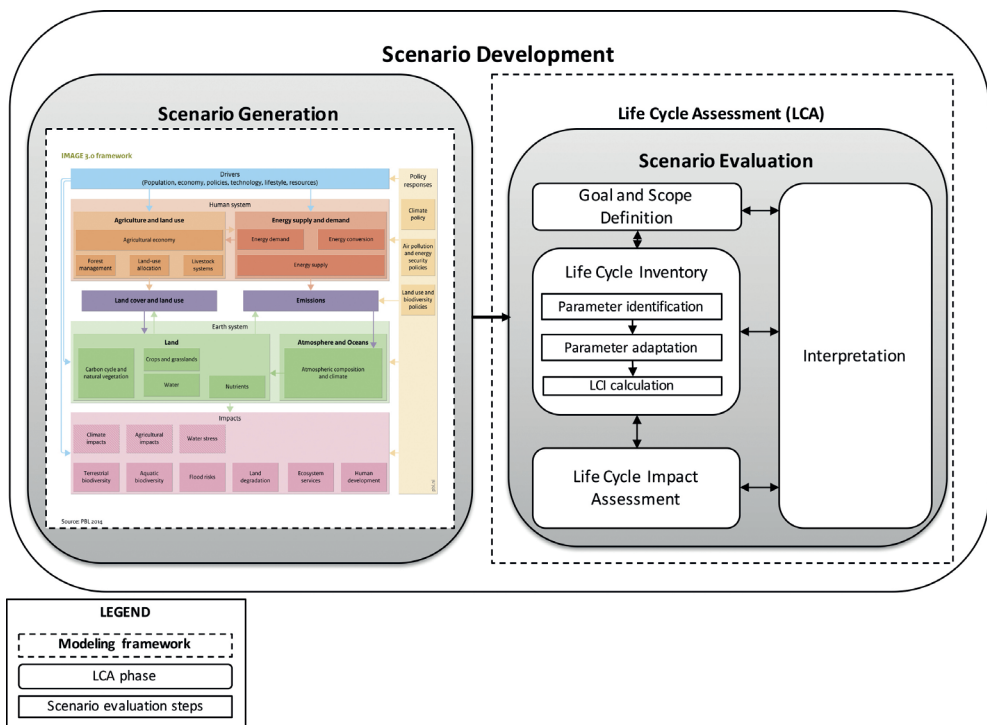 Scenario Development
Scenario Generation
IMAGE 3.0 framework
Drivers
(Population, economy, policies, technology, lifestyle, resources)
Policy
responses
Human system
Agriculture and land use
Agricultural economy
Forest
management
Land-use
allocation
Livestock
systems
Energy supply and demand
Energy demand
Energy conversion
Energy supply
Climate
policy
Air pollution
and energy
security
policies
Land use and
biodiversity
policies
Land cover and land use
Emissions
Earth system
Land
Carbon cycle and
natural vegetation
Crops and grasslands
Water
Nutrients
Atmosphere and Oceans
Atmospheric composition
and climate
Impacts
Climate
impacts
Agricultural
impacts
Water stress
Terrestrial
biodiversity
Aquatic
biodiversity
Flood risks
Land
degradation
Ecosystem
services
Human
development
Source: PBL 2014
Life Cycle Assessment (LCA)
Scenario Evaluation
Goal and Scope
Definition
Life Cycle Inventory
Parameter identification
Parameter adaptation
LCI calculation
Life Cycle Impact
Assessment
Interpretation
LEGEND
Modeling framework
LCA phase
Scenario evaluation steps